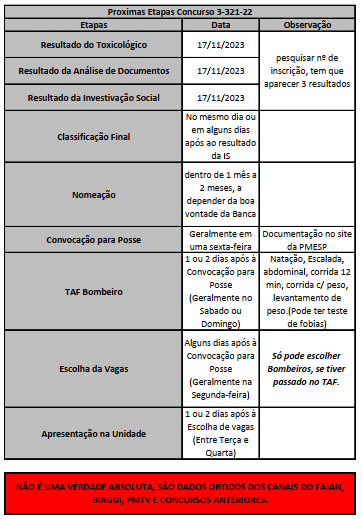 Proximas Etapas Concurso 3-321-22
Etapas Data Observação
Resultado do Toxicológico 17/11/2023
Resultado da Análise de Documentos 17/11/2023
Resultado da Investivação Social 17/11/2023
pesquisar nº de
inscrição, tem que
aparecer 3 resultados
Classificação Final
No mesmo dia ou
em alguns dias
após ao resultado
da IS
Nomeação
dentro de 1 mês a
2 meses, a
depender da boa
vontade da Banca
Convocação para Posse
Geralmente em
uma sexta-feira
Documentação no site
da PMESP
TAF Bombeiro
1 ou 2 dias após à
Convocação para
Posse
(Geralmente no
Sabado ou
Domingo)
Natação, Escalada,
abdominal, corrida 12
min, corrida c/ peso,
levantamento de
peso.(Pode ter teste
de fobias)
Escolha da Vagas
Alguns dias após à
Convocação para
Posse
(Geralmente na
Segunda-feira)
Só pode escolher
Bombeiros, se tiver
passado no TAF.
Apresentação na Unidade
1 ou 2 dias após à
Escolha de vagas
(Entre Terça e
Quarta)
NÃO É UMA VERDADE ABSOLUTA, SÃO DADOS OBTIDOS DOS CANAIS DO FAJAN,
BIAGGI, PMTV E CONCURSOS ANTERIORES.